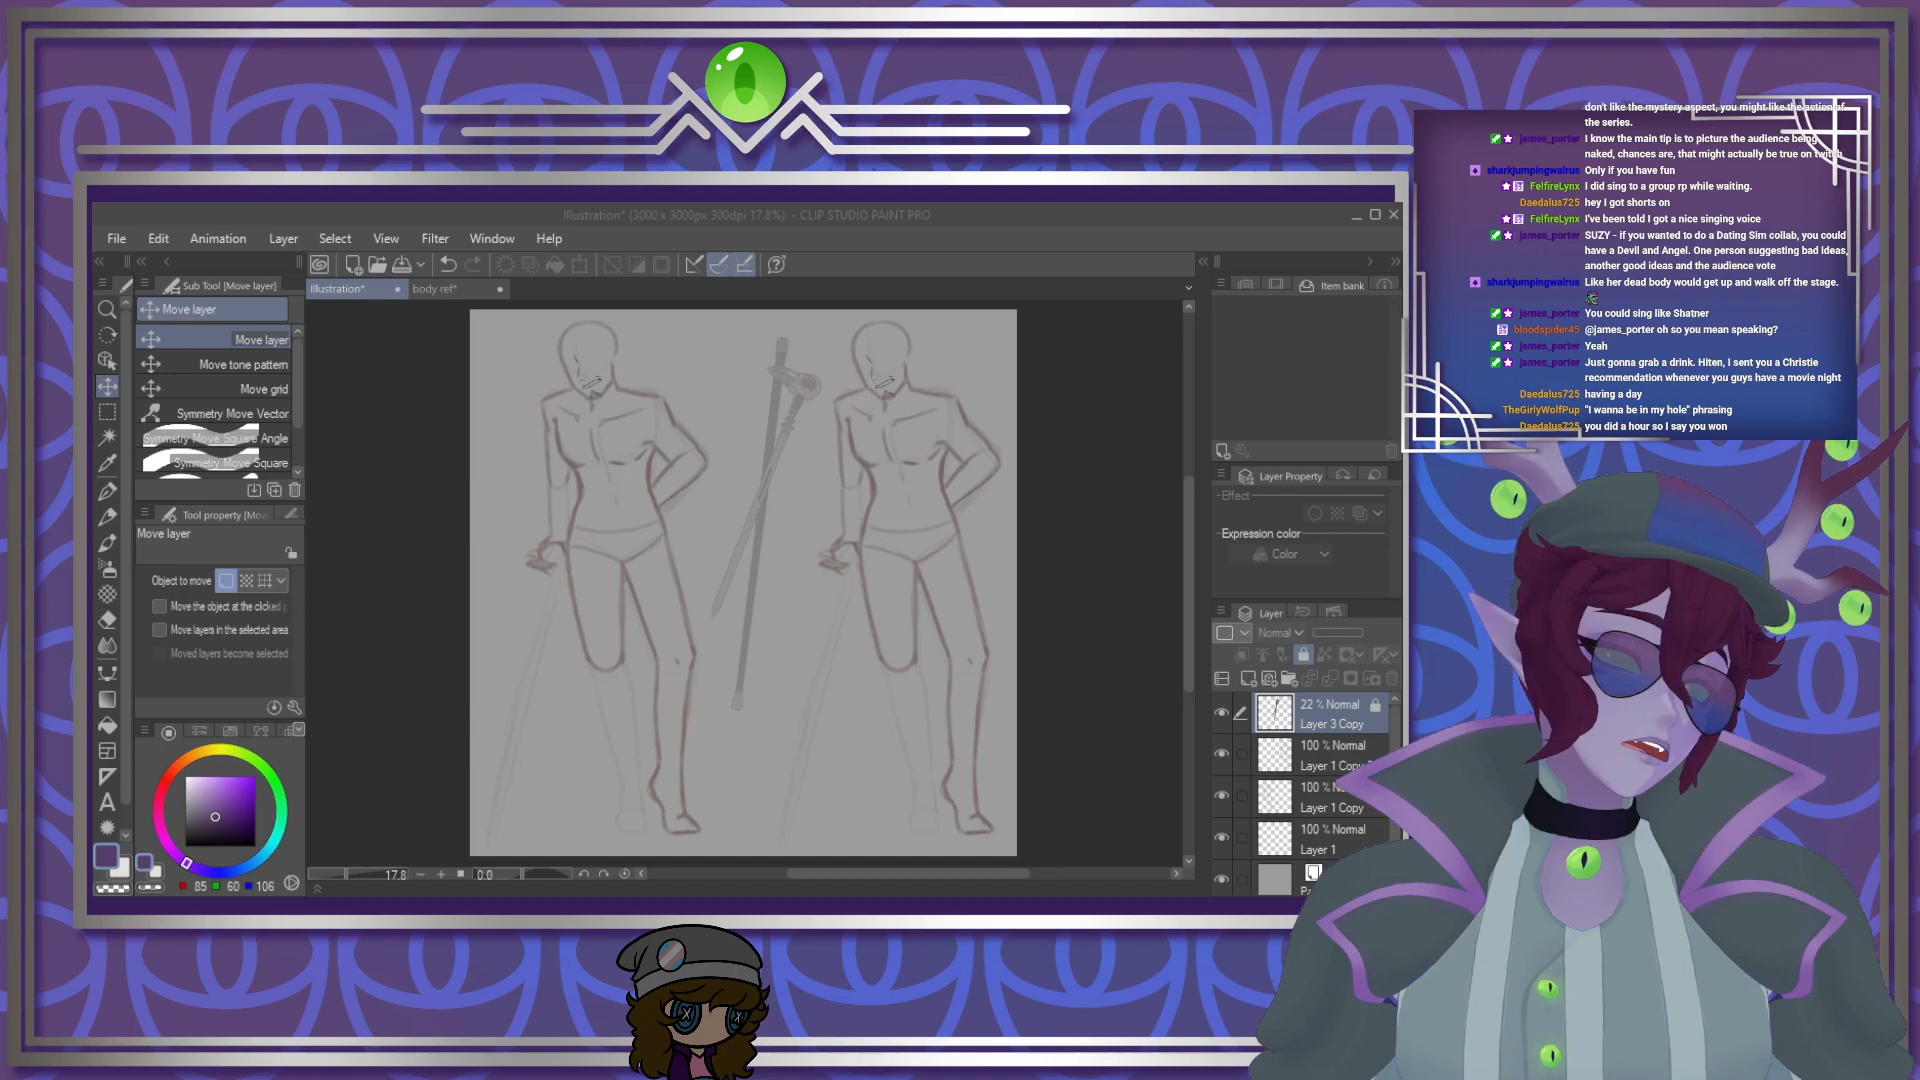 Illustration* (3000 x 3000px 300dpi 17.8%) - CLIP STUDIO PAINT PRO
File Edit Animation Layer Select View Filter Window Help
Sub Tool [Move layer]
Illustration*
body ref*
Move layer
Move layer
Move tone pattern
Move grid
Symmetry Move Vector
Symmetry Move Square Angle
Symmetry Move Square
Tool property [Mov
Move layer
Object to move
Move the object at the clicked p
Move layers in the selected area
Moved layers become selected
85 60 106
17.8
0.0
Item bank
Layer Property
Effect
Expression color
Color
Layer
Normal
22 % Normal
Layer 3 Copy
100 % Normal
Layer 1 Copy
100 % No
Layer 1 Copy
100 % Normal
Layer 1
don't like the mystery aspect, you might like the action of
the series.
james_porter I know the main tip is to picture the audience being
naked, chances are, that might actually be true on twitch
sharkjumpingwalrus Only if you have fun
FelfireLynx I did sing to a group rp while waiting.
Daedalus725 hey I got shorts on
FelfireLynx I've been told I got a nice singing voice
james_porter SUZY - if you wanted to do a Dating Sim collab, you could
have a Devil and Angel. One person suggesting bad ideas,
another good ideas and the audience vote
sharkjumpingwalrus Like her dead body would get up and walk off the stage.
james_porter You could sing like Shatner
bloodspider45 @james_porter oh so you mean speaking?
james_porter Yeah
james_porter Just gonna grab a drink. Hiten, I sent you a Christie
recommendation whenever you guys have a movie night
Daedalus725 having a day
TheGirlyWolfPup "I wanna be in my hole" phrasing
Daedalus725 you did a hour so I say you won